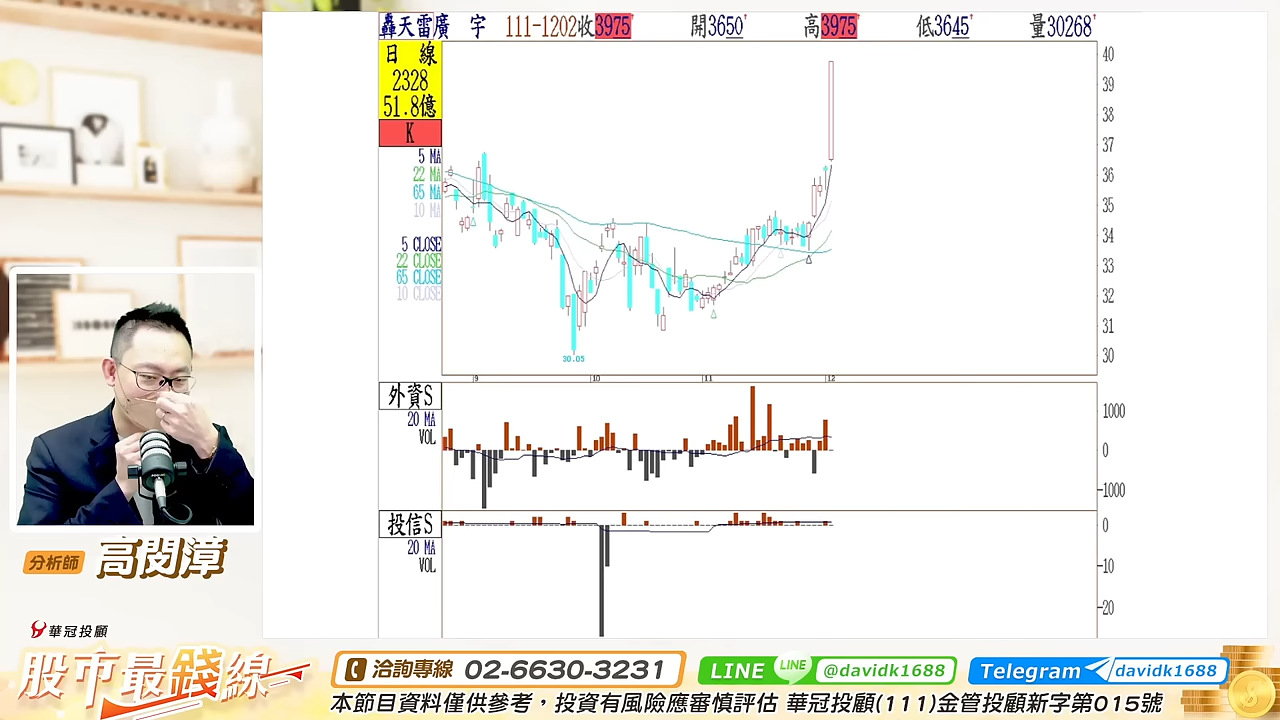 轟天雷廣 宇 111-1202收3975 開3650 高3975 低3645 量30268
日 線
2328
51.8億
K
5 MA
22 MA
65 MA
10 MA
5 CLOSE
22 CLOSE
65 CLOSE
10 CLOSE
40
39
38
37
36
35
34
33
32
31
30
30.05
9 10 11 12
外資S
20 MA
VOL
1000
0
-1000
投信S
20 MA
VOL
0
-10
-20
分析師 高閔漳
華冠投顧
股市最錢線
洽詢專線 02-6630-3231
LINE LINE @davidk1688
Telegram davidk1688
本節目資料僅供參考，投資有風險應審慎評估 華冠投顧(111)金管投顧新字第015號